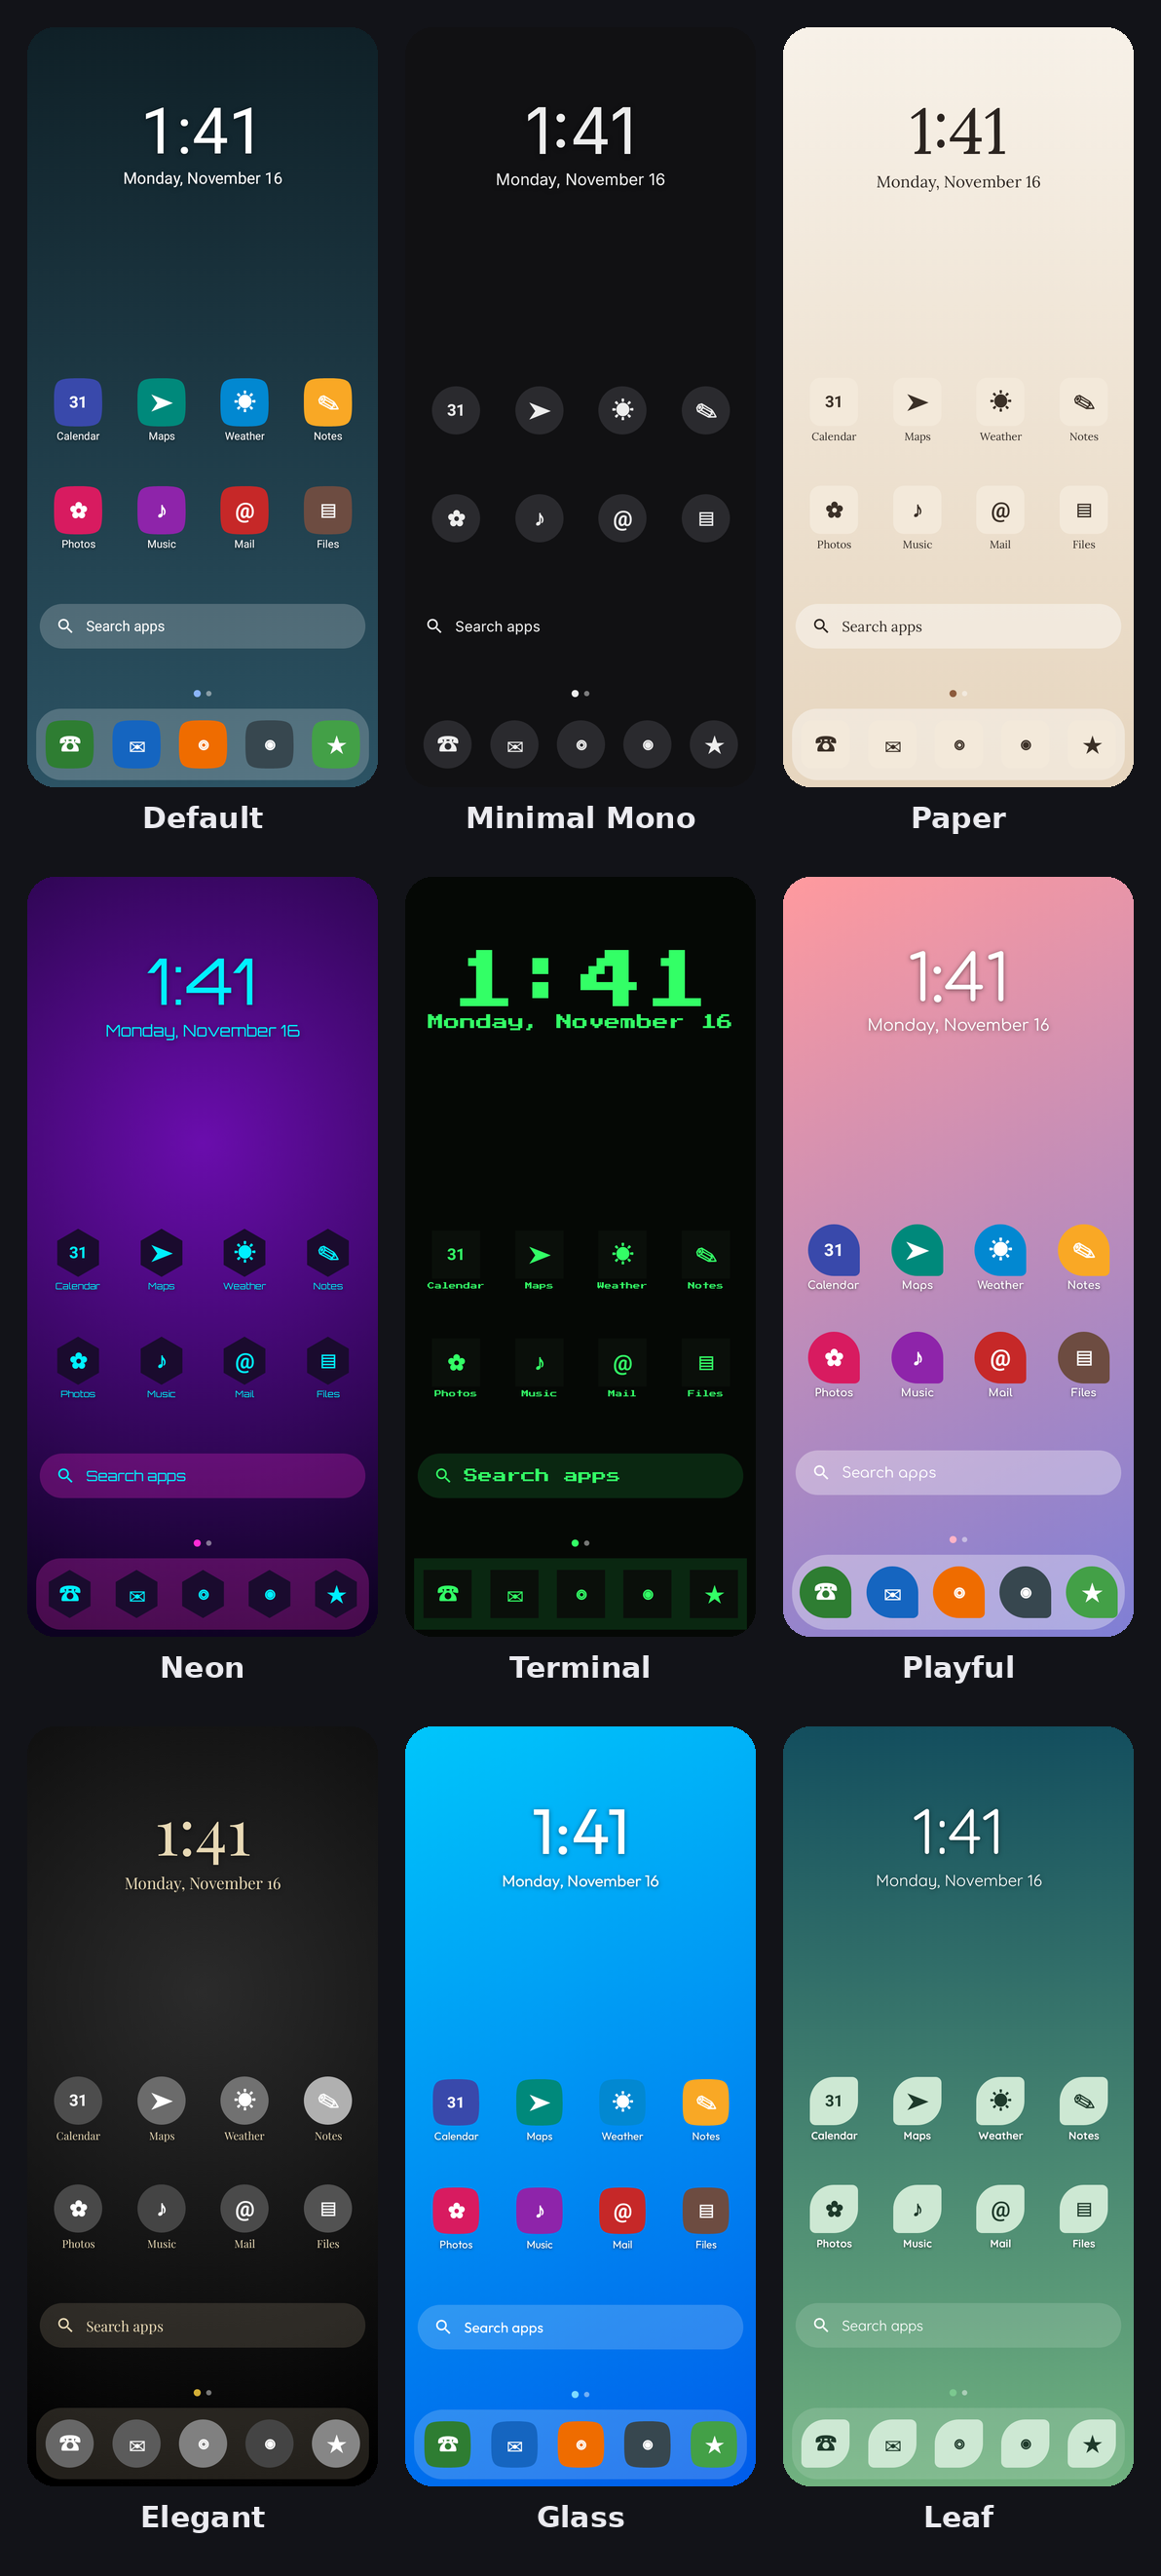 1:41
Monday, November 16
31
Calendar Maps Weather Notes
@
Photos Music Mail Files
Search apps
Default
1:41
Monday, November 16
31
@
Search apps
Minimal Mono
1:41
Monday, November 16
31
Calendar Maps Weather Notes
@
Photos Music Mail Files
Search apps
Paper
1:41
Monday, November 16
31
Calendar Maps Weather Notes
@
Photos Music Mail Files
Search apps
Neon
1:41
Monday, November 16
31
Calendar Maps Weather Notes
@
Photos Music Mail Files
Search apps
Terminal
1:41
Monday, November 16
31
Calendar Maps Weather Notes
@
Photos Music Mail Files
Search apps
Playful
1:41
Monday, November 16
31
Calendar Maps Weather Notes
@
Photos Music Mail Files
Search apps
Elegant
1:41
Monday, November 16
31
Calendar Maps Weather Notes
@
Photos Music Mail Files
Search apps
Glass
1:41
Monday, November 16
31
Calendar Maps Weather Notes
@
Photos Music Mail Files
Search apps
Leaf